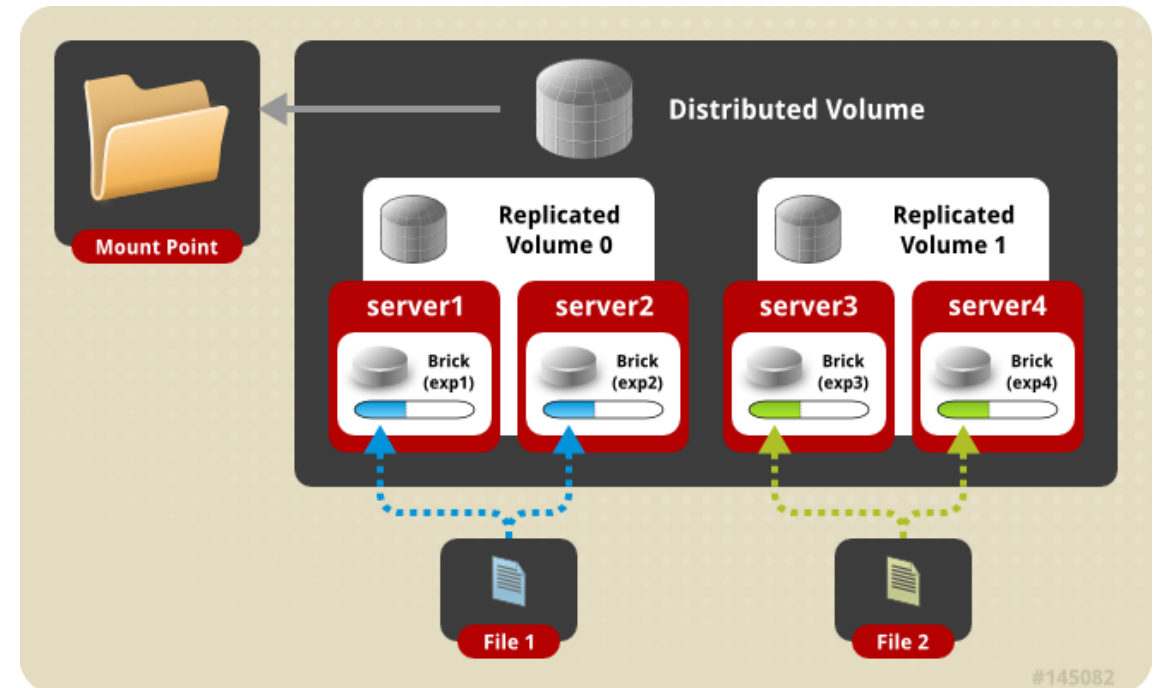 Distributed Volume
Mount Point
Replicated
Volume 0
Replicated
Volume 1
server1
server2
server3
server4
Brick
(exp1)
Brick
(exp2)
Brick
(exp3)
Brick
(exp4)
File 1
File 2
#145082